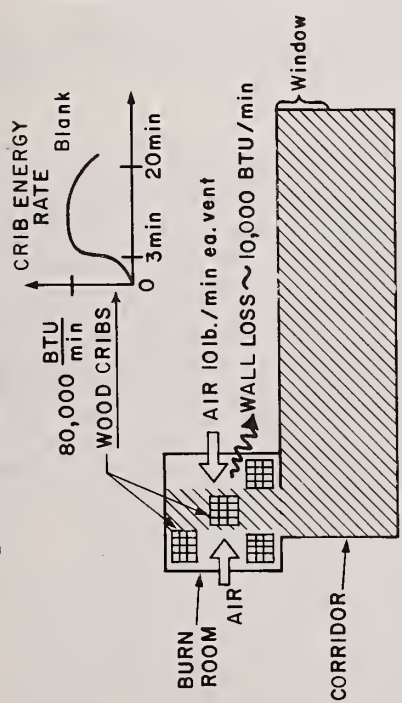 CRIB ENERGY
RATE
Blank
80,000 BTU
min
WOOD CRIBS
0
3min
20min
AIR 10 lb./min ea. vent
WALL LOSS ~ 10,000 BTU/min
Window
BURN
ROOM
AIR
CORRIDOR